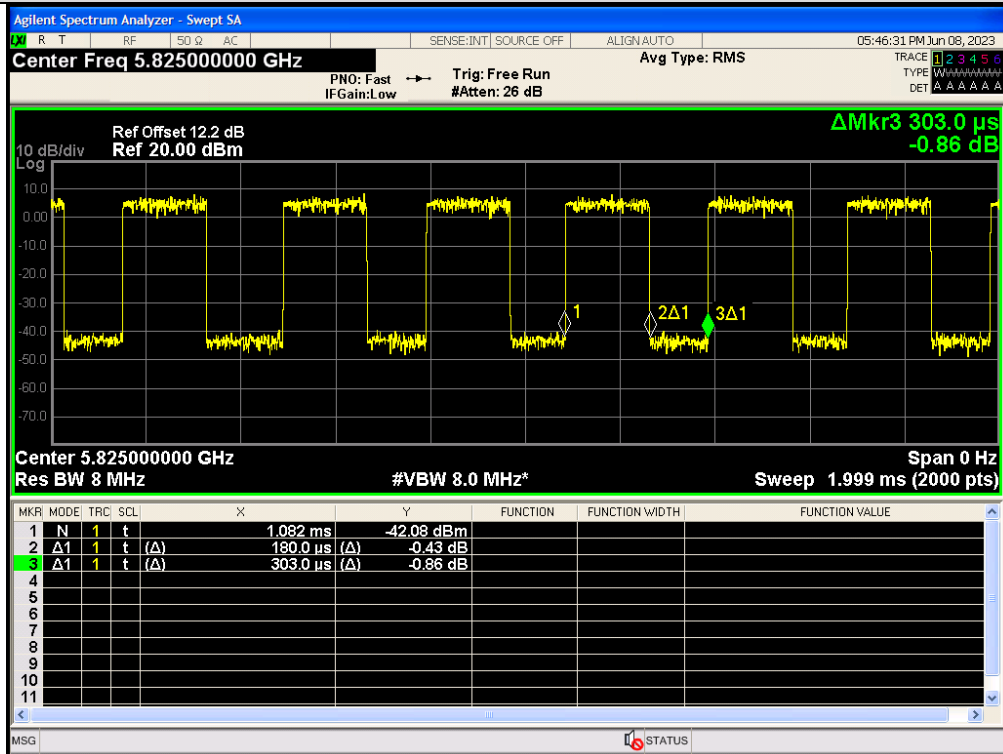 Agilent Spectrum Analyzer - Swept SA
LXI R T RF 50 Ω AC SENSE:INT SOURCE OFF ALIGN AUTO 05:46:31 PM Jun 08, 2023
Center Freq 5.825000000 GHz
PNO: Fast
IFGain:Low
Trig: Free Run
#Atten: 26 dB
Avg Type: RMS
TRACE 1 2 3 4 5 6
TYPE W
DET A A A A A A
ΔMkr3 303.0 µs
-0.86 dB
Ref Offset 12.2 dB
10 dB/div Ref 20.00 dBm
Log
10.0
0.00
-10.0
-20.0
-30.0
-40.0
-50.0
-60.0
-70.0
1
2Δ1
3Δ1
Center 5.825000000 GHz Span 0 Hz
Res BW 8 MHz #VBW 8.0 MHz* Sweep 1.999 ms (2000 pts)
MKR MODE TRC SCL X Y FUNCTION FUNCTION WIDTH FUNCTION VALUE
1 N 1 t 1.082 ms -42.08 dBm
2 Δ1 1 t (Δ) 180.0 µs (Δ) -0.43 dB
3 Δ1 1 t (Δ) 303.0 µs (Δ) -0.86 dB
4
5
6
7
8
9
10
11
MSG STATUS